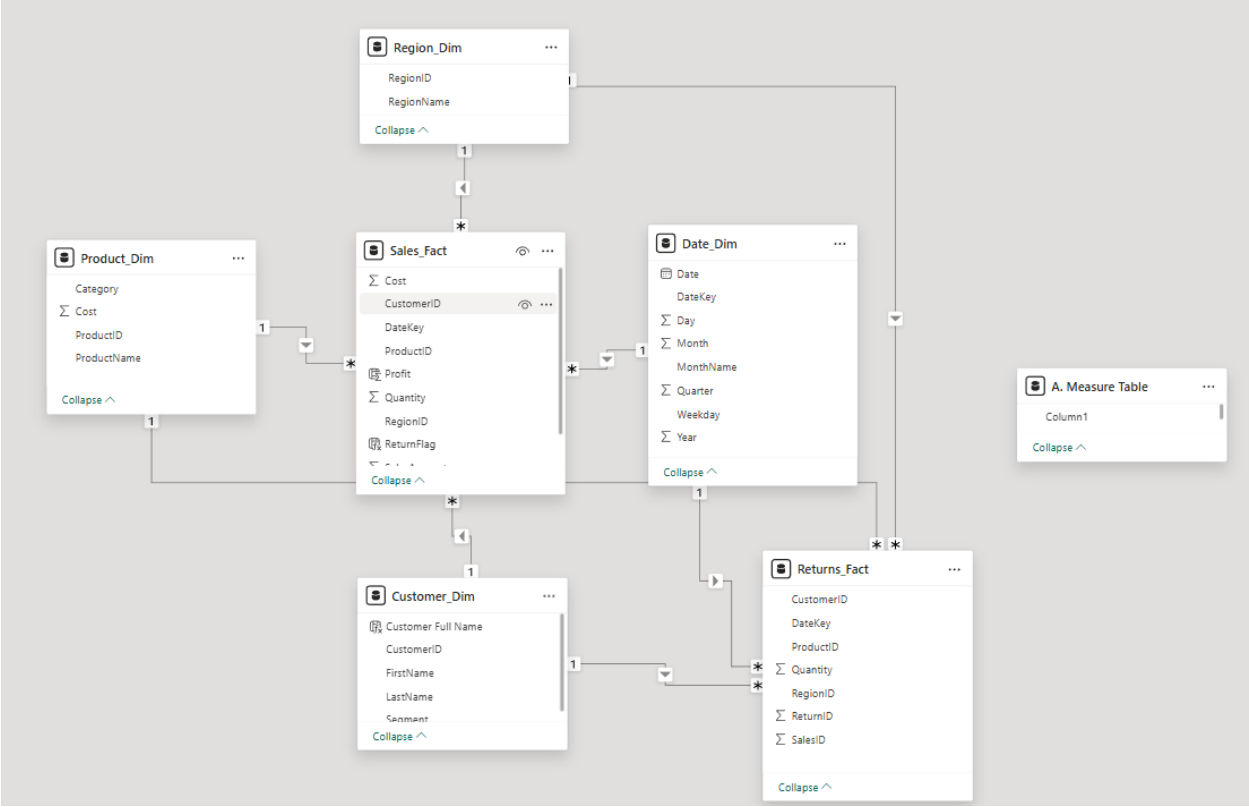 Region_Dim
RegionID
RegionName
Collapse
1
1
*
Product_Dim
Category
Cost
ProductID
ProductName
Collapse
1
1
Sales_Fact
Cost
CustomerID
DateKey
ProductID
Profit
Quantity
RegionID
ReturnFlag
Collapse
*
*
*
Date_Dim
Date
DateKey
Day
Month
MonthName
Quarter
Weekday
Year
Collapse
1
1
A. Measure Table
Column1
Collapse
Customer_Dim
Customer Full Name
CustomerID
FirstName
LastName
Segment
Collapse
1
1
Returns_Fact
CustomerID
DateKey
ProductID
Quantity
RegionID
ReturnID
SalesID
Collapse
* *
*
*